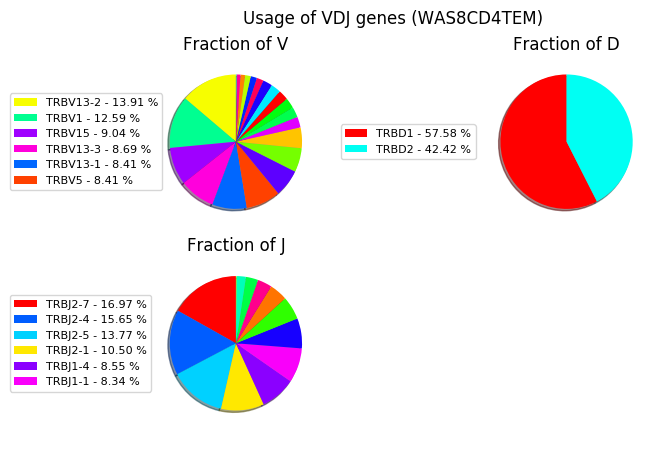 Usage of VDJ genes (WAS8CD4TEM)
Fraction of V
TRBV13-2 - 13.91 %
TRBV1 - 12.59 %
TRBV15 - 9.04 %
TRBV13-3 - 8.69 %
TRBV13-1 - 8.41 %
TRBV5 - 8.41 %
Fraction of D
TRBD1 - 57.58 %
TRBD2 - 42.42 %
Fraction of J
TRBJ2-7 - 16.97 %
TRBJ2-4 - 15.65 %
TRBJ2-5 - 13.77 %
TRBJ2-1 - 10.50 %
TRBJ1-4 - 8.55 %
TRBJ1-1 - 8.34 %